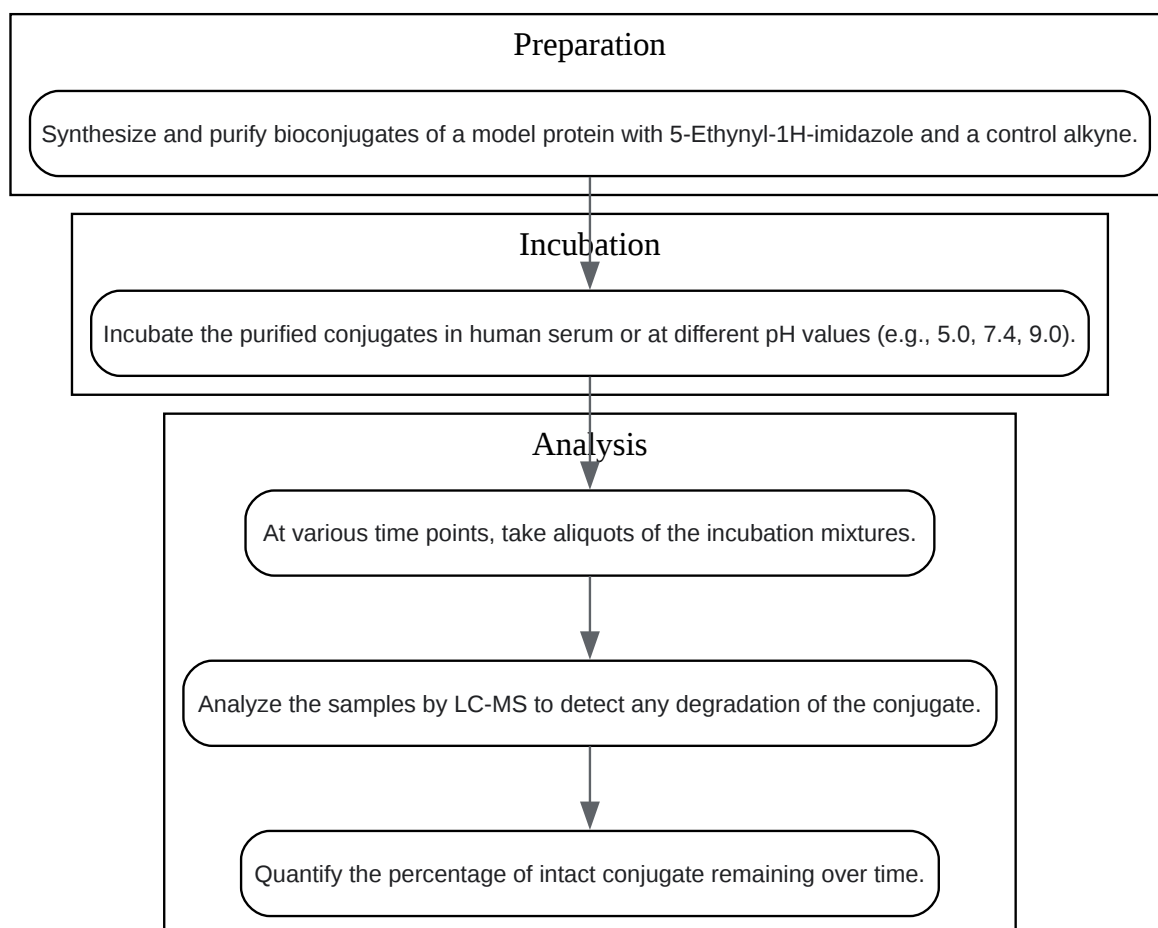 Preparation
Synthesize and purify bioconjugates of a model protein with 5-Ethynyl-1H-imidazole and a control alkyne.
Incubation
Incubate the purified conjugates in human serum or at different pH values (e.g., 5.0, 7.4, 9.0).
Analysis
At various time points, take aliquots of the incubation mixtures.
Analyze the samples by LC-MS to detect any degradation of the conjugate.
Quantify the percentage of intact conjugate remaining over time.